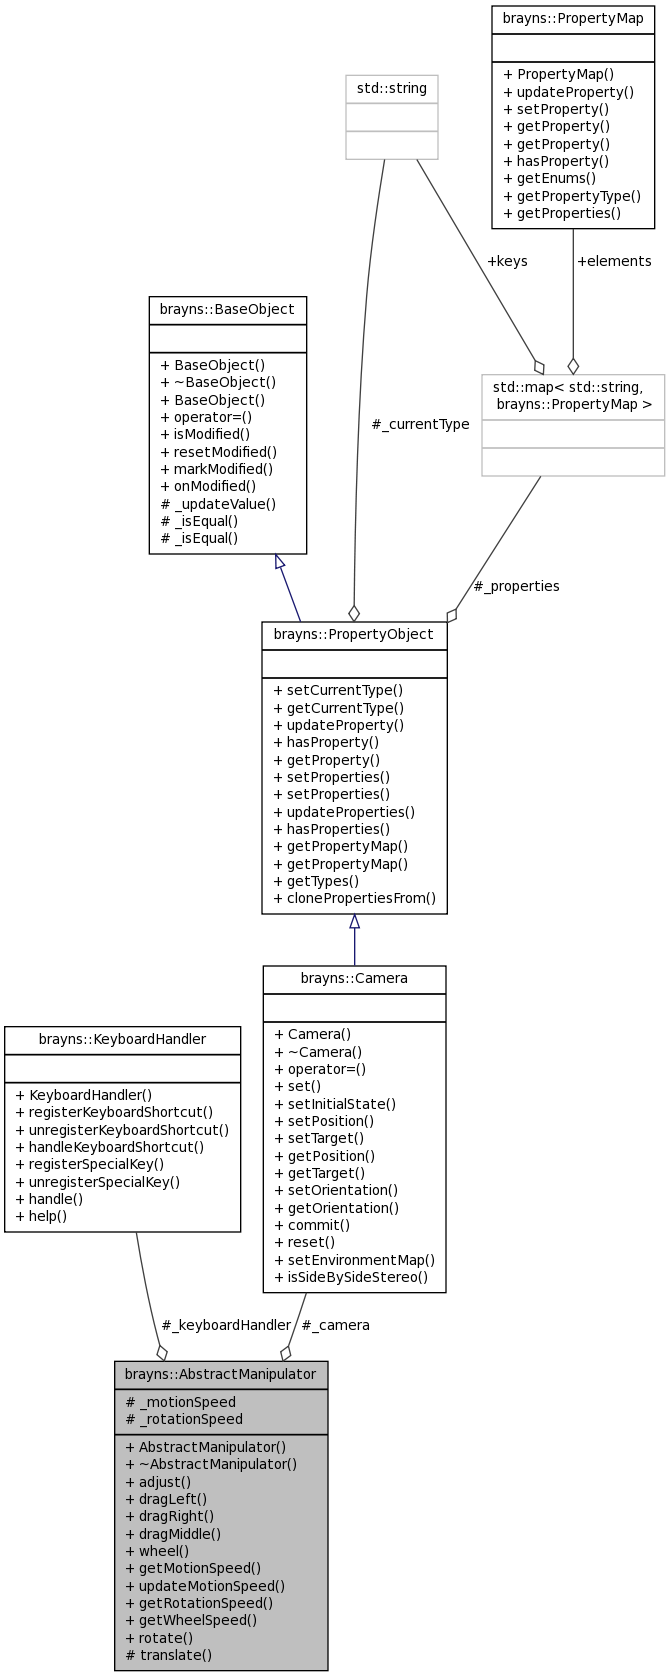 brayns::PropertyMap
+ PropertyMap()
+ updateProperty()
+ setProperty()
+ getProperty()
+ getProperty()
+ hasProperty()
+ getEnums()
+ getPropertyType()
+ getProperties()
std::string
+keys
+elements
brayns::BaseObject
+ BaseObject()
+ ~BaseObject()
+ BaseObject()
+ operator=()
+ isModified()
+ resetModified()
+ markModified()
+ onModified()
# _updateValue()
# _isEqual()
# _isEqual()
std::map< std::string,
brayns::PropertyMap >
#_currentType
#_properties
brayns::PropertyObject
+ setCurrentType()
+ getCurrentType()
+ updateProperty()
+ hasProperty()
+ getProperty()
+ setProperties()
+ setProperties()
+ updateProperties()
+ hasProperties()
+ getPropertyMap()
+ getPropertyMap()
+ getTypes()
+ clonePropertiesFrom()
brayns::Camera
+ Camera()
+ ~Camera()
+ operator=()
+ set()
+ setInitialState()
+ setPosition()
+ setTarget()
+ getPosition()
+ getTarget()
+ setOrientation()
+ getOrientation()
+ commit()
+ reset()
+ setEnvironmentMap()
+ isSideBySideStereo()
brayns::KeyboardHandler
+ KeyboardHandler()
+ registerKeyboardShortcut()
+ unregisterKeyboardShortcut()
+ handleKeyboardShortcut()
+ registerSpecialKey()
+ unregisterSpecialKey()
+ handle()
+ help()
#_keyboardHandler
#_camera
brayns::AbstractManipulator
# _motionSpeed
# _rotationSpeed
+ AbstractManipulator()
+ ~AbstractManipulator()
+ adjust()
+ dragLeft()
+ dragRight()
+ dragMiddle()
+ wheel()
+ getMotionSpeed()
+ updateMotionSpeed()
+ getRotationSpeed()
+ getWheelSpeed()
+ rotate()
# translate()